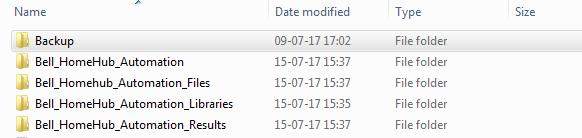 Name Date modified Type Size
Backup 09-07-17 17:02 File folder
Bell_HomeHub_Automation 15-07-17 15:37 File folder
Bell_Homehub_Automation_Files 15-07-17 15:37 File folder
Bell_HomeHub_Automation_Libraries 15-07-17 15:35 File folder
Bell_HomeHub_Automation_Results 15-07-17 15:37 File folder